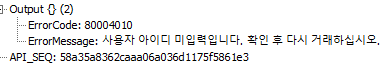 Output {} (2)
ErrorCode: 80004010
ErrorMessage: 사용자 아이디 미입력입니다. 확인 후 다시 거래하십시오.
API_SEQ: 58a35a8362caaa06a036d1175f5861e3